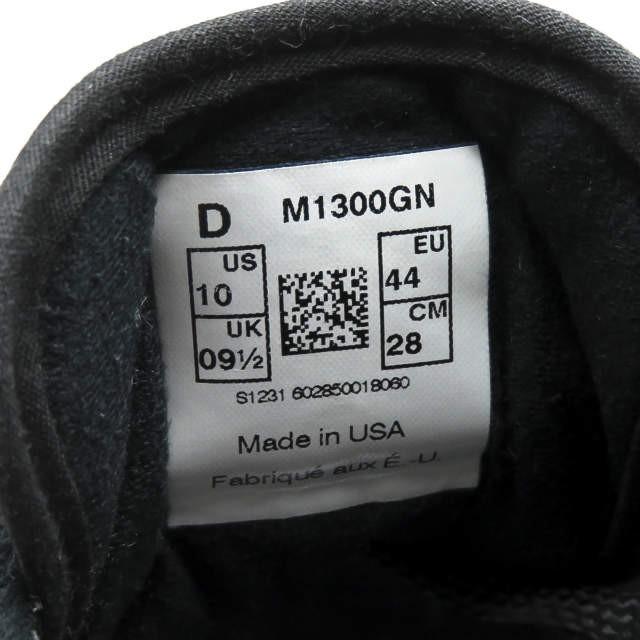 D M1300GN
US 10
UK 09½
EU 44
CM 28
S1231 602850018060
Made in USA
Fabriqué aux É.-U.